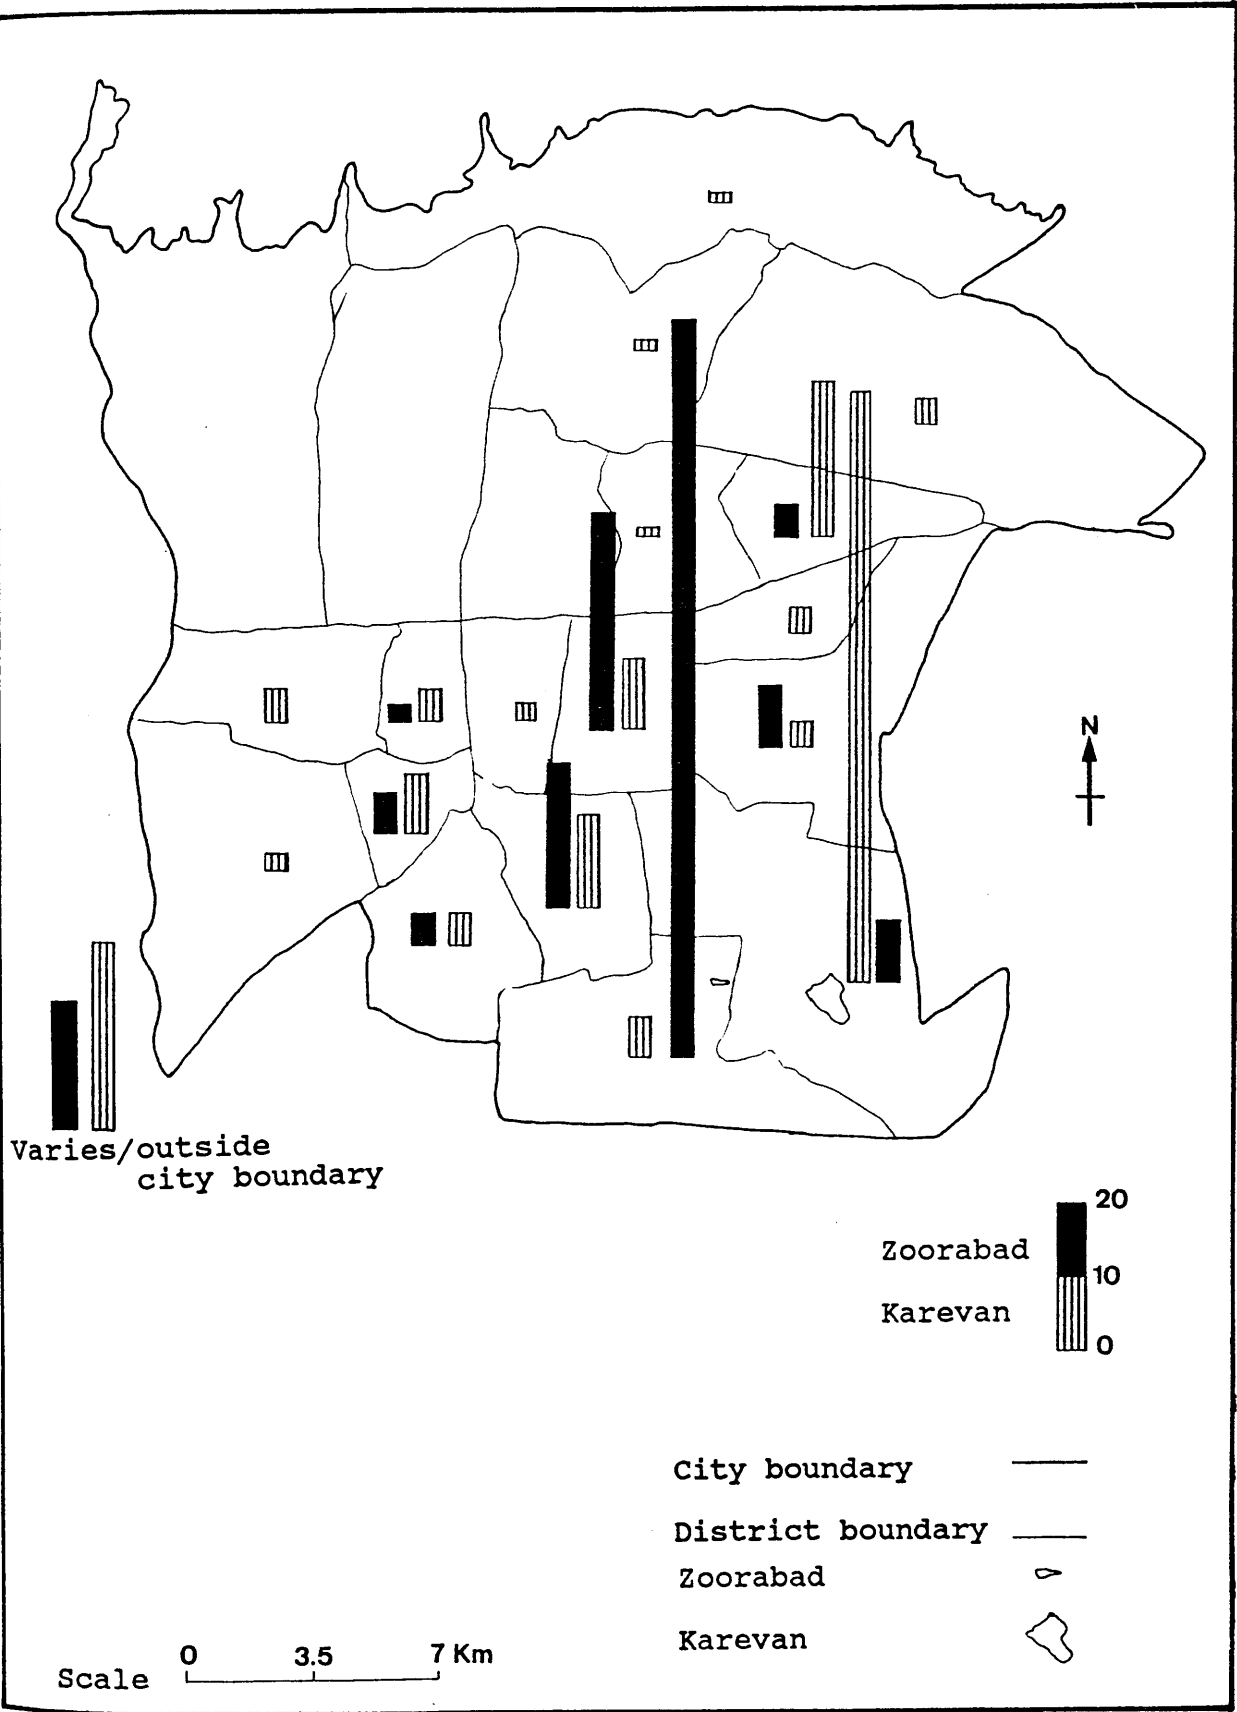 N
Varies/outside
city boundary
20
Zoorabad
10
Karevan
0
City boundary
District boundary
Zoorabad
Karevan
Scale 0 3.5 7 Km